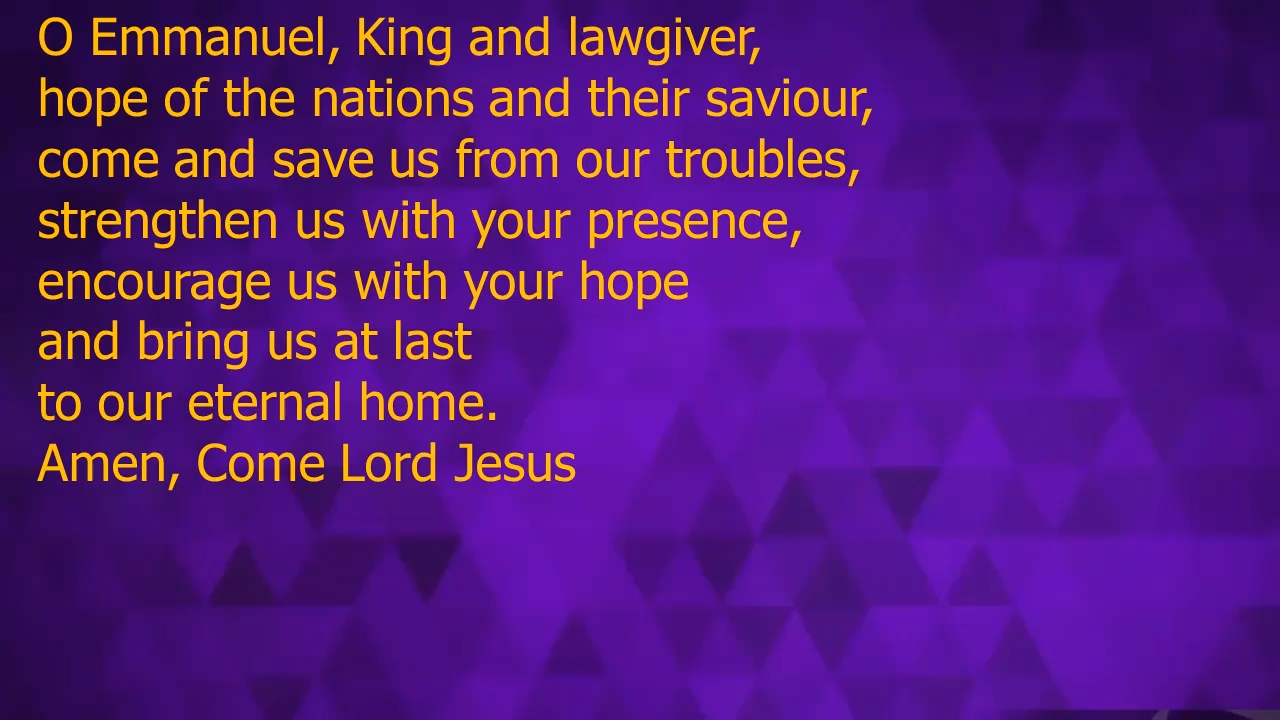 O Emmanuel, King and lawgiver,
hope of the nations and their saviour,
come and save us from our troubles,
strengthen us with your presence,
encourage us with your hope
and bring us at last
to our eternal home.
Amen, Come Lord Jesus